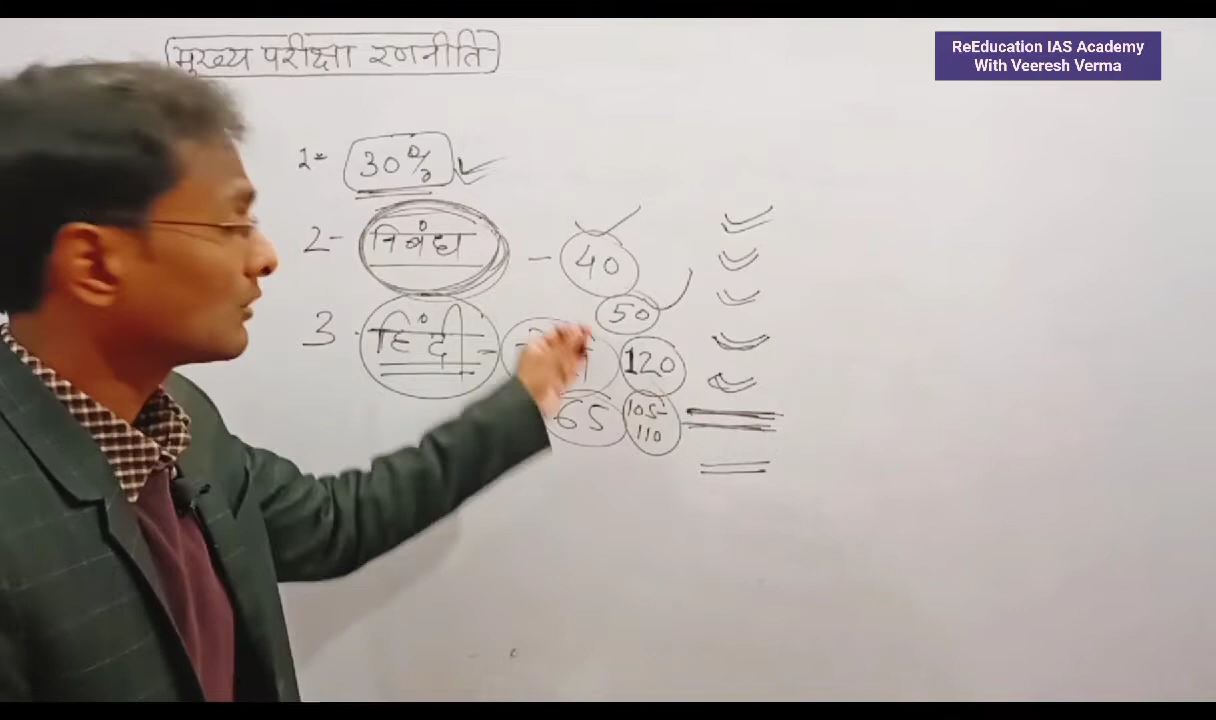 मुख्य परीक्षा रणनीति
ReEducation IAS Academy
With Veeresh Verma
1- 30%
2- निबंध - 40
50
3. हिंदी - 120
65 105-
110